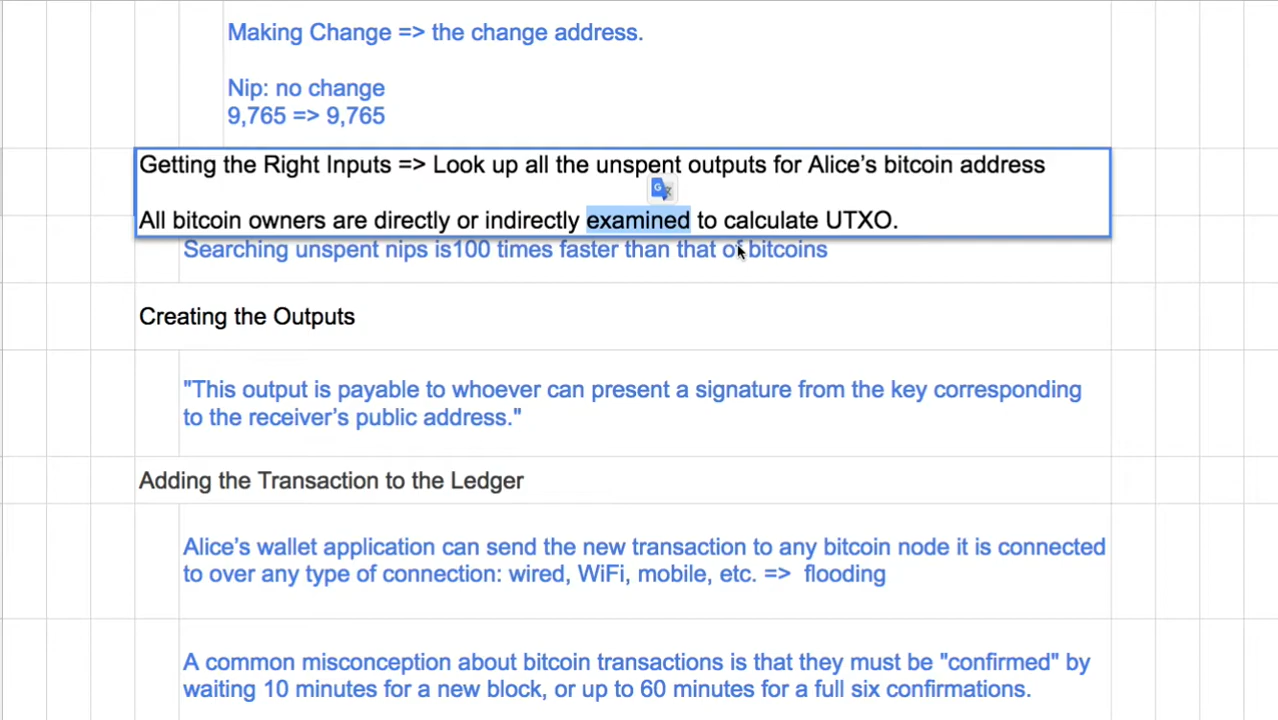 Making Change => the change address.
Nip: no change
9,765 => 9,765
Getting the Right Inputs => Look up all the unspent outputs for Alice’s bitcoin address
All bitcoin owners are directly or indirectly examined to calculate UTXO.
Searching unspent nips is100 times faster than that of bitcoins
Creating the Outputs
"This output is payable to whoever can present a signature from the key corresponding
to the receiver’s public address."
Adding the Transaction to the Ledger
Alice’s wallet application can send the new transaction to any bitcoin node it is connected
to over any type of connection: wired, WiFi, mobile, etc. => flooding
A common misconception about bitcoin transactions is that they must be "confirmed" by
waiting 10 minutes for a new block, or up to 60 minutes for a full six confirmations.